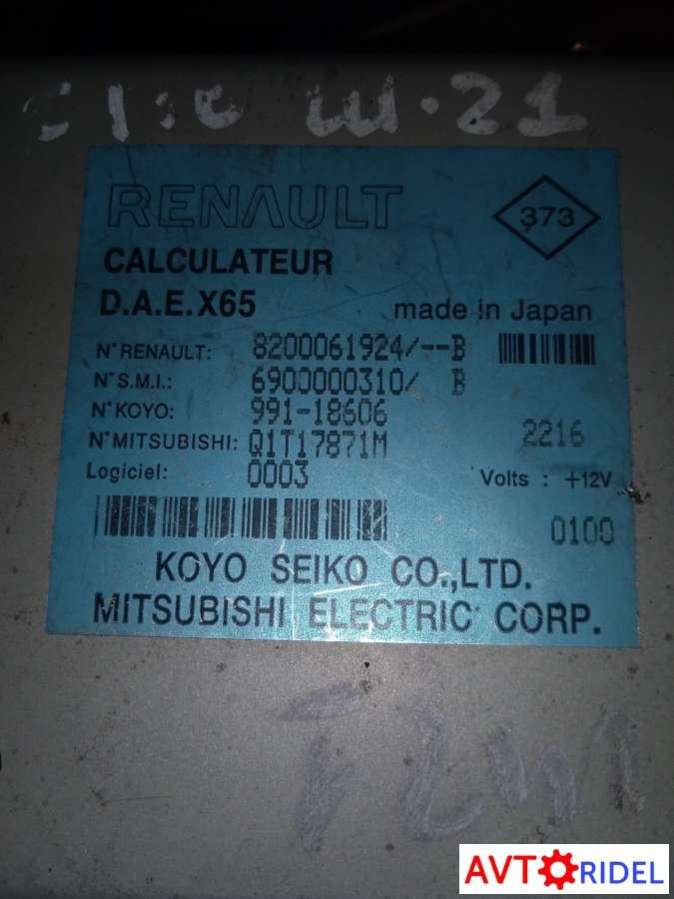 RENAULT
373
CALCULATEUR
D.A.E.X65 made in Japan
N° RENAULT: 8200061924/--B
N° S.M.I.: 6900000310/ B
N° KOYO: 991-18606
N° MITSUBISHI: Q1T17871M 2216
Logiciel: 0003 Volts : +12V
0100
KOYO SEIKO CO.,LTD.
MITSUBISHI ELECTRIC CORP.
AVTORIDEL